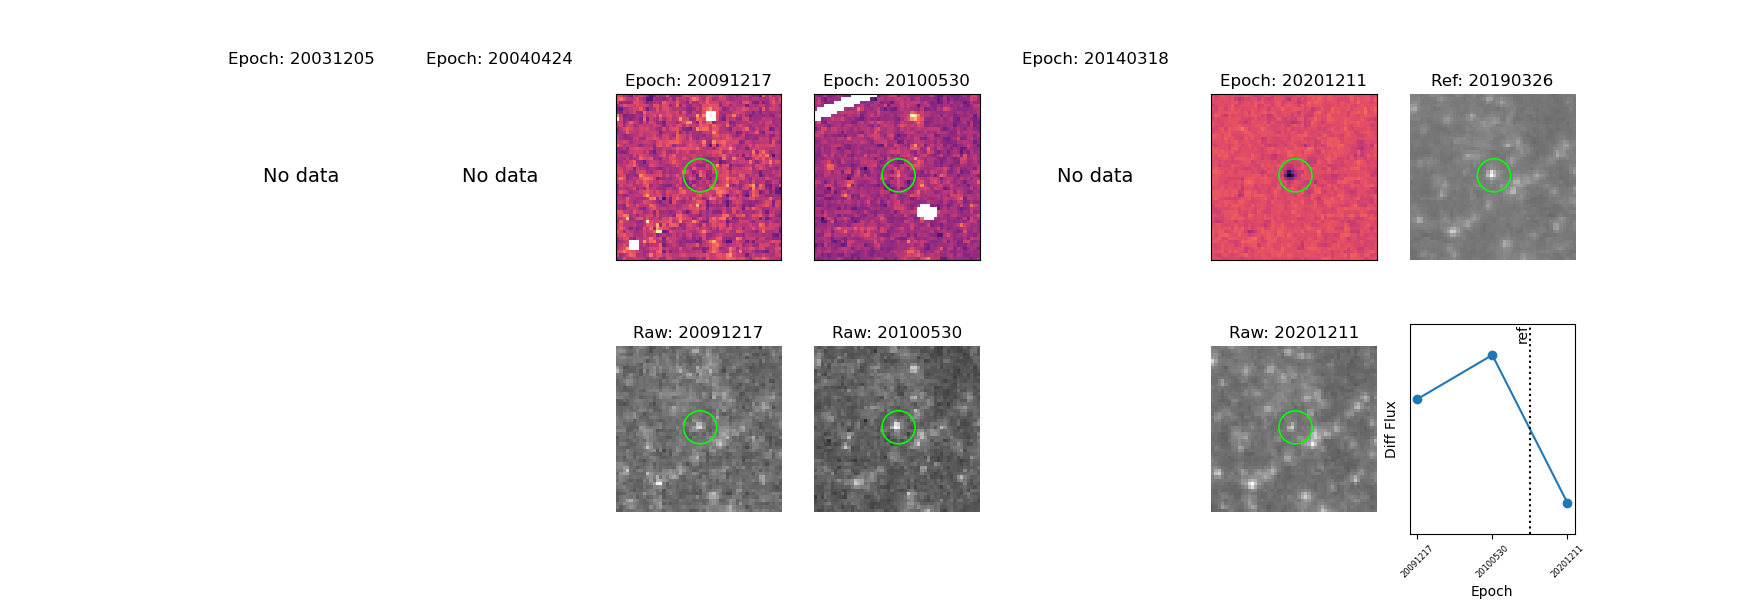 Epoch: 20031205
Epoch: 20040424
Epoch: 20091217
Epoch: 20100530
Epoch: 20140318
Epoch: 20201211
Ref: 20190326
No data
No data
No data
Raw: 20091217
Raw: 20100530
Raw: 20201211
ref
Diff Flux
20091217
20100530
20201211
Epoch